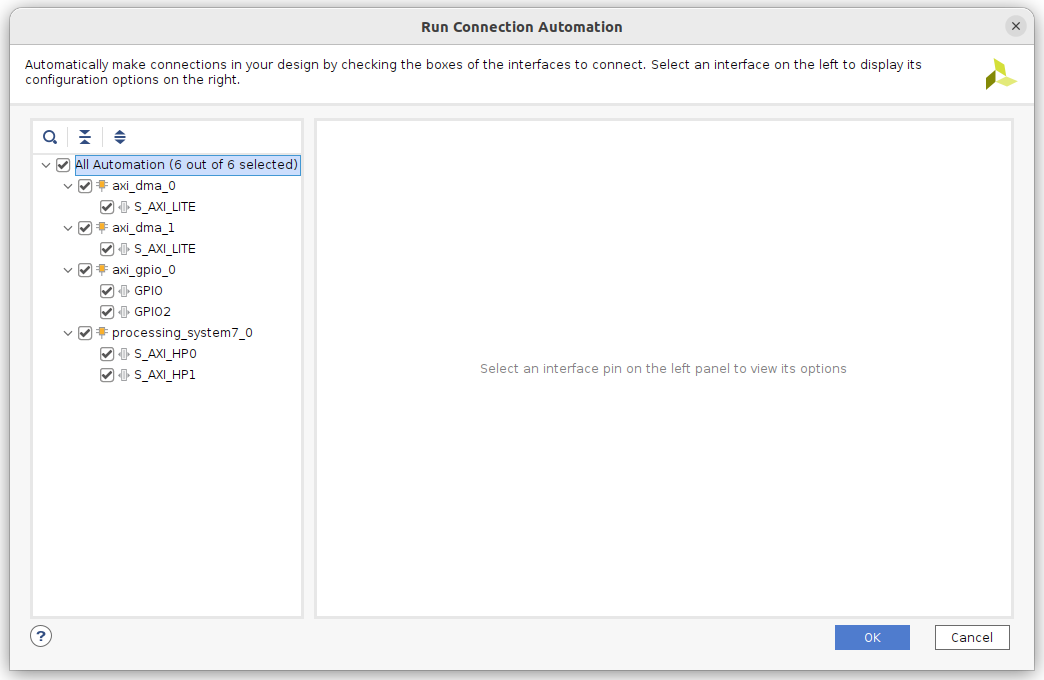 Run Connection Automation
Automatically make connections in your design by checking the boxes of the interfaces to connect. Select an interface on the left to display its
configuration options on the right.
All Automation (6 out of 6 selected)
axi_dma_0
S_AXI_LITE
axi_dma_1
S_AXI_LITE
axi_gpio_0
GPIO
GPIO2
processing_system7_0
S_AXI_HP0
S_AXI_HP1
Select an interface pin on the left panel to view its options
?
OK
Cancel